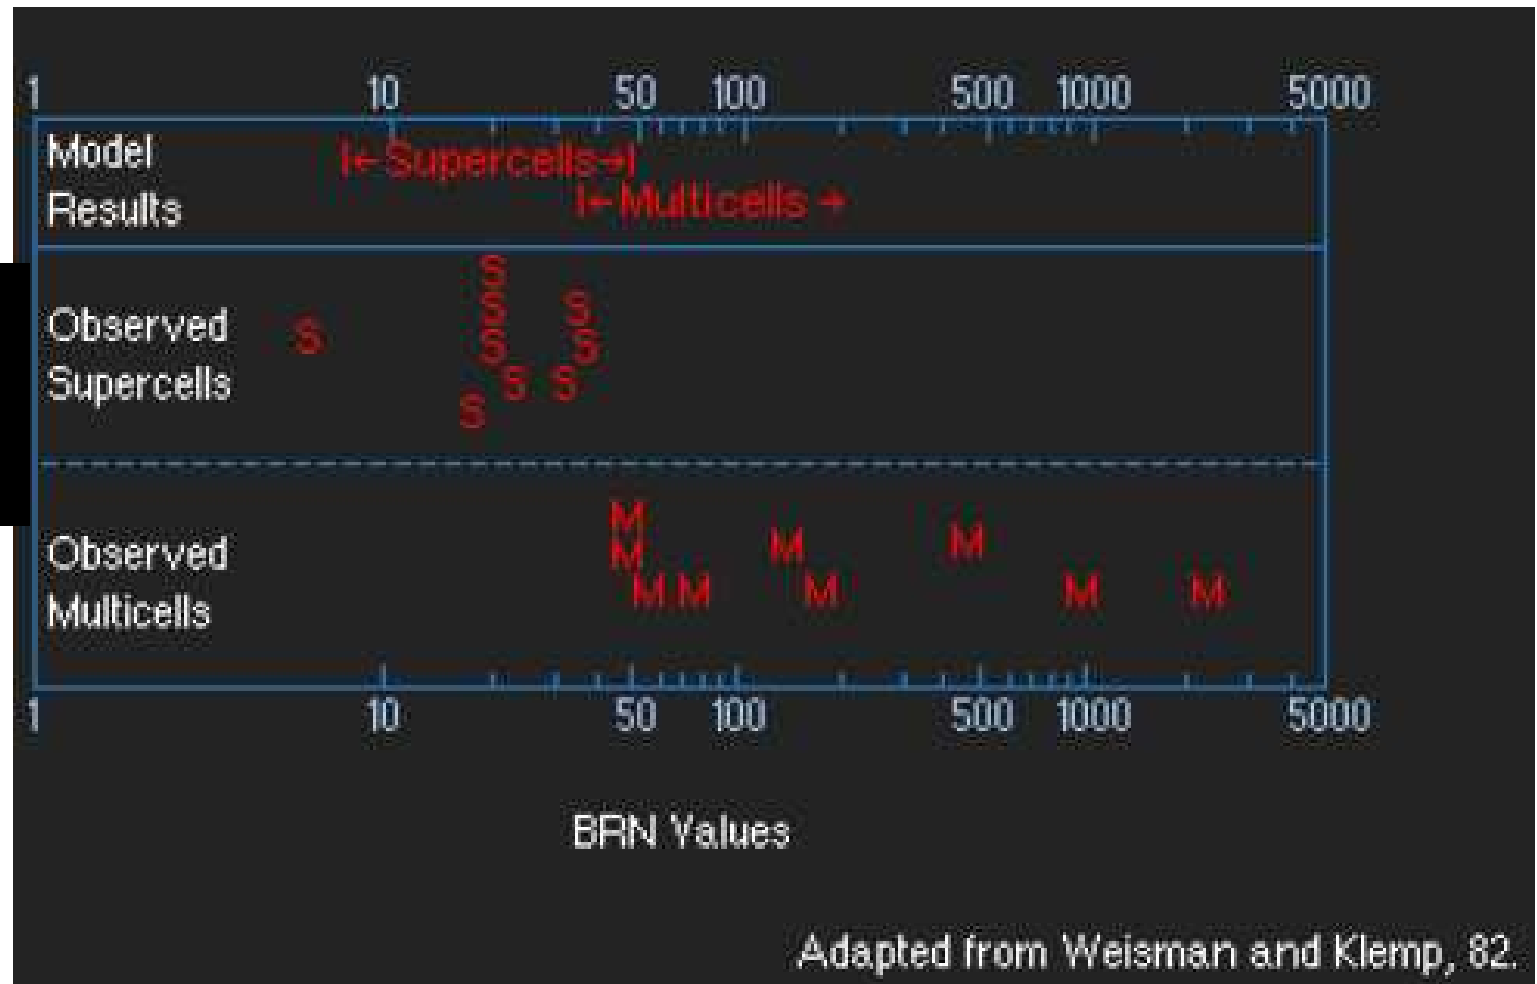 1 10 50 100 500 1000 5000
Model
Results
|←Supercells→|
|←Multicells →
Observed
Supercells
S
S
S
S
S
S
S
S
S
Observed
Multicells
M
M
M
M
M
M
M
M
M
1 10 50 100 500 1000 5000
BRN Values
Adapted from Weisman and Klemp, 82.